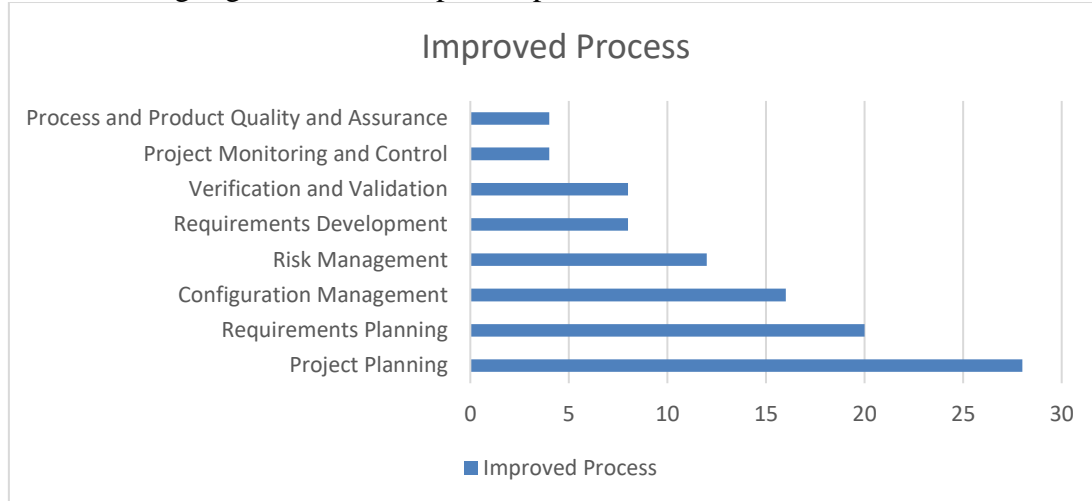 Improved Process
Process and Product Quality and Assurance
Project Monitoring and Control
Verification and Validation
Requirements Development
Risk Management
Configuration Management
Requirements Planning
Project Planning
0 5 10 15 20 25 30
Improved Process